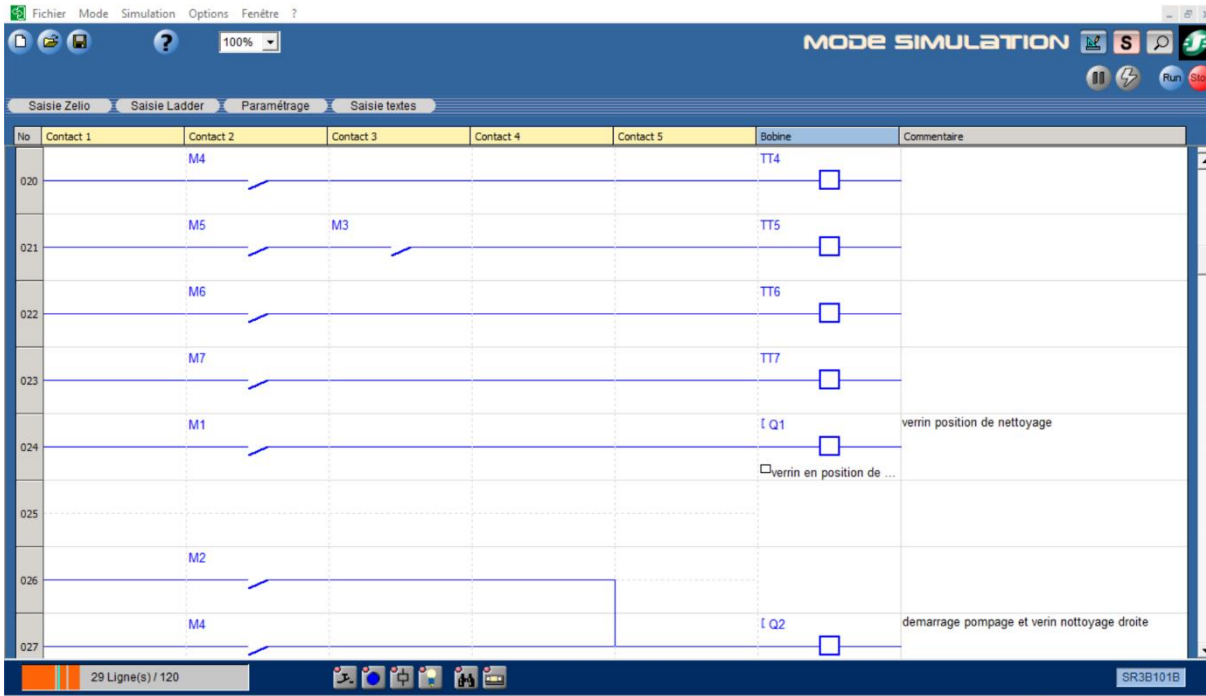 Fichier Mode Simulation Options Fenêtre ?
100%
MODE SIMULATION
S
Run
Sto
Saisie Zelio Saisie Ladder Paramétrage Saisie textes
No Contact 1 Contact 2 Contact 3 Contact 4 Contact 5 Bobine Commentaire
M4 TT4
020
M5 M3 TT5
021
M6 TT6
022
M7 TT7
023
M1 [ Q1 verrin position de nettoyage
024
verrin en position de ...
025
M2
026
M4 [ Q2 demarrage pompage et verin nottoyage droite
027
29 Ligne(s) / 120
SR3B101B